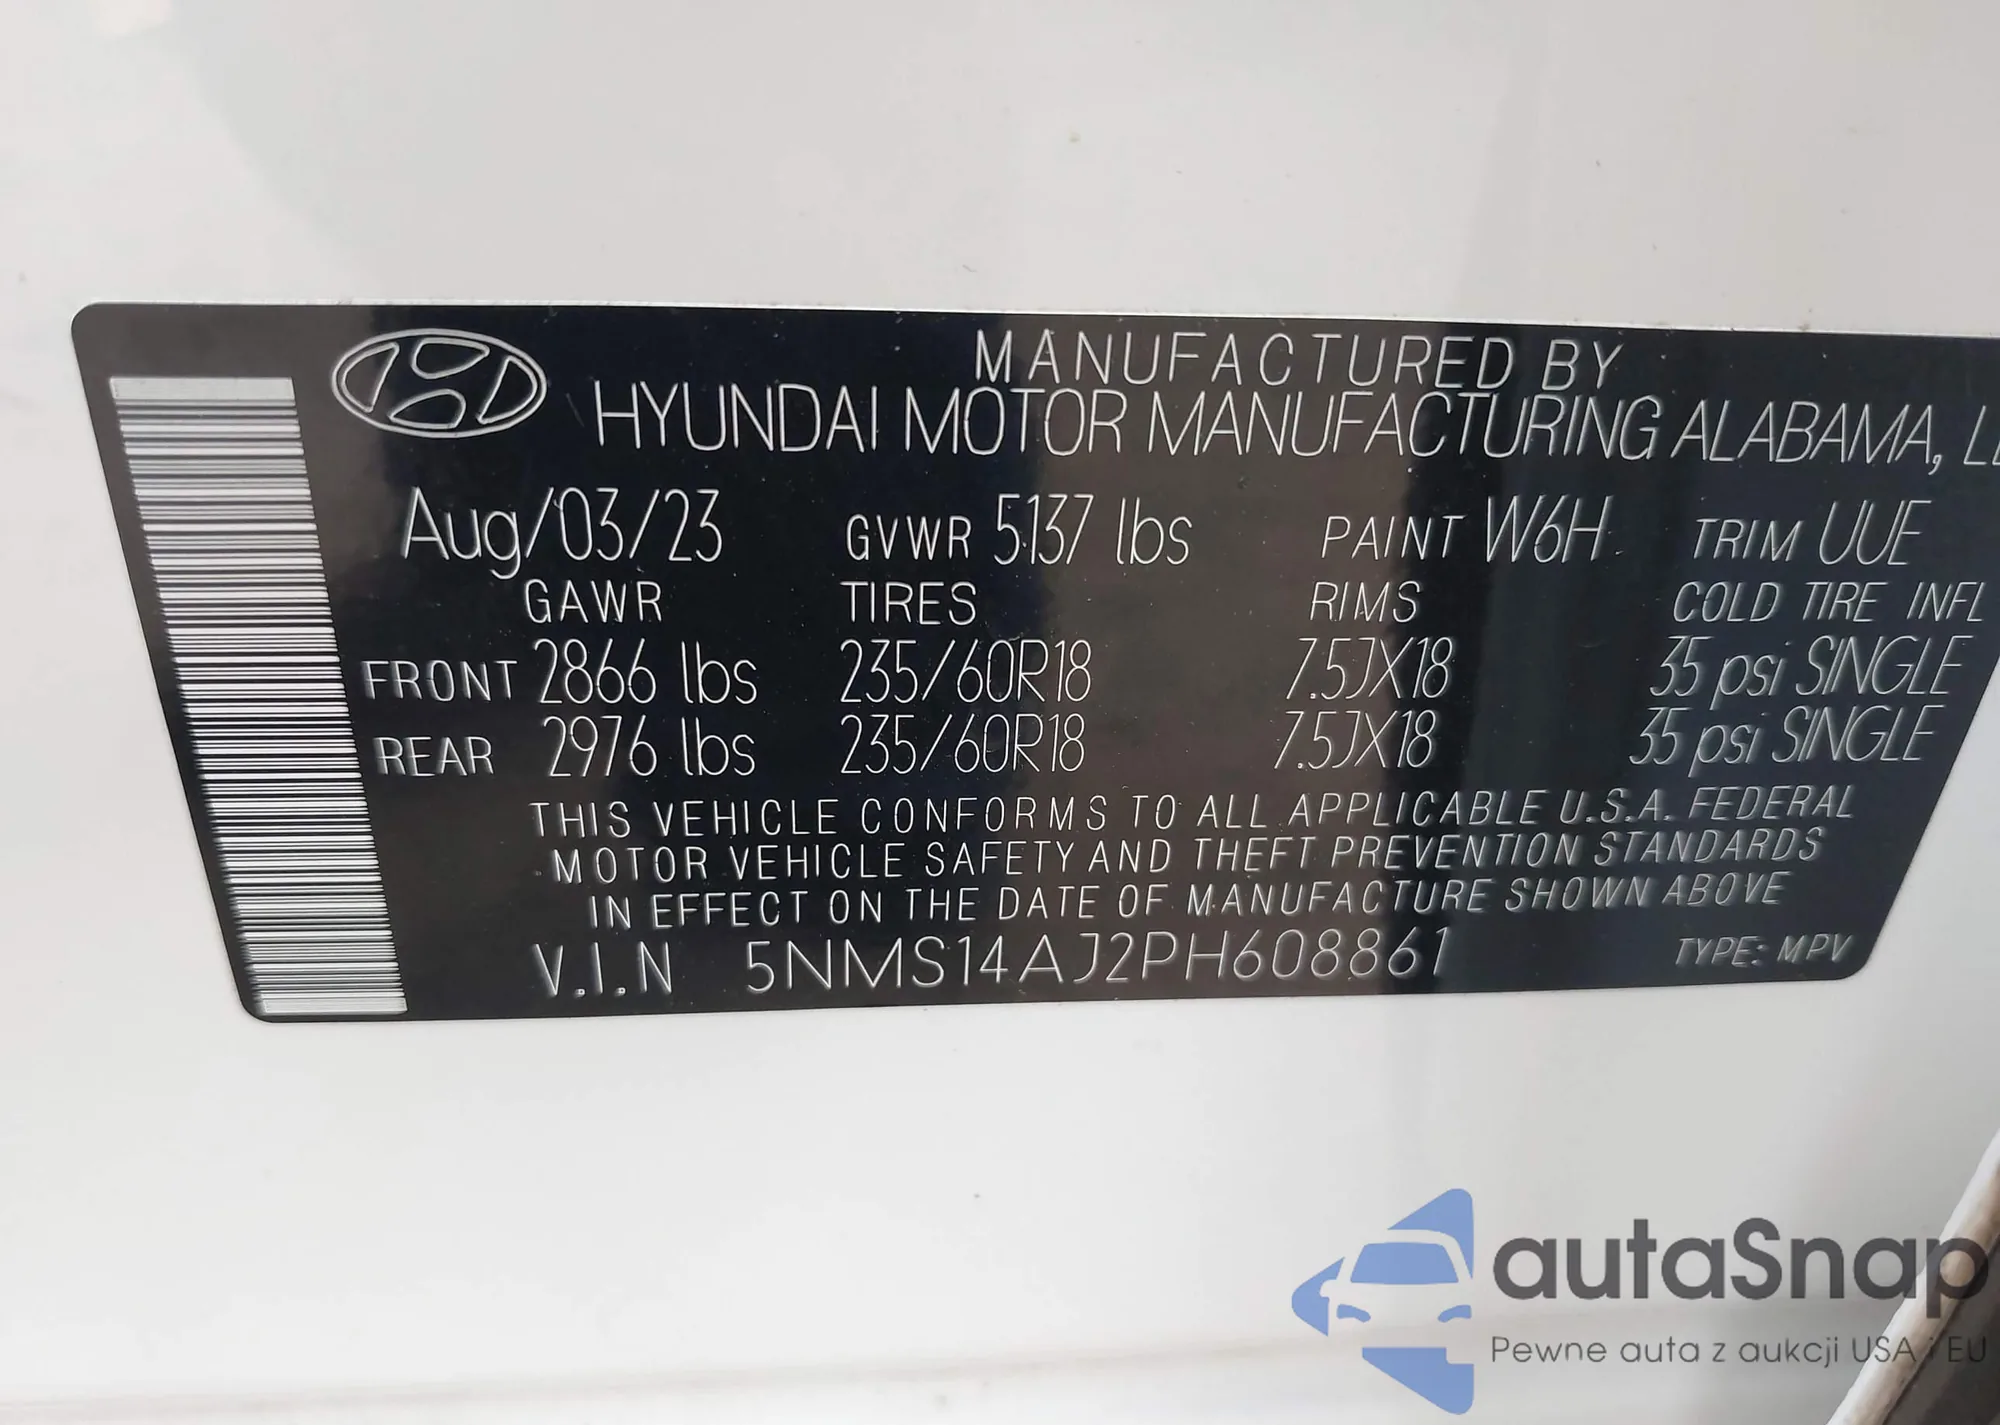 MANUFACTURED BY
HYUNDAI MOTOR MANUFACTURING ALABAMA, LL
Aug/03/23 GVWR 5137 lbs PAINT W6H TRIM UUE
GAWR TIRES RIMS COLD TIRE INFL
FRONT 2866 lbs 235/60R18 7.5JX18 35 psi SINGLE
REAR 2976 lbs 235/60R18 7.5JX18 35 psi SINGLE
THIS VEHICLE CONFORMS TO ALL APPLICABLE U.S.A. FEDERAL
MOTOR VEHICLE SAFETY AND THEFT PREVENTION STANDARDS
IN EFFECT ON THE DATE OF MANUFACTURE SHOWN ABOVE
V.I.N 5NMS14AJ2PH608861 TYPE: MPV
autaSnap
Pewne auta z aukcji USA i EU